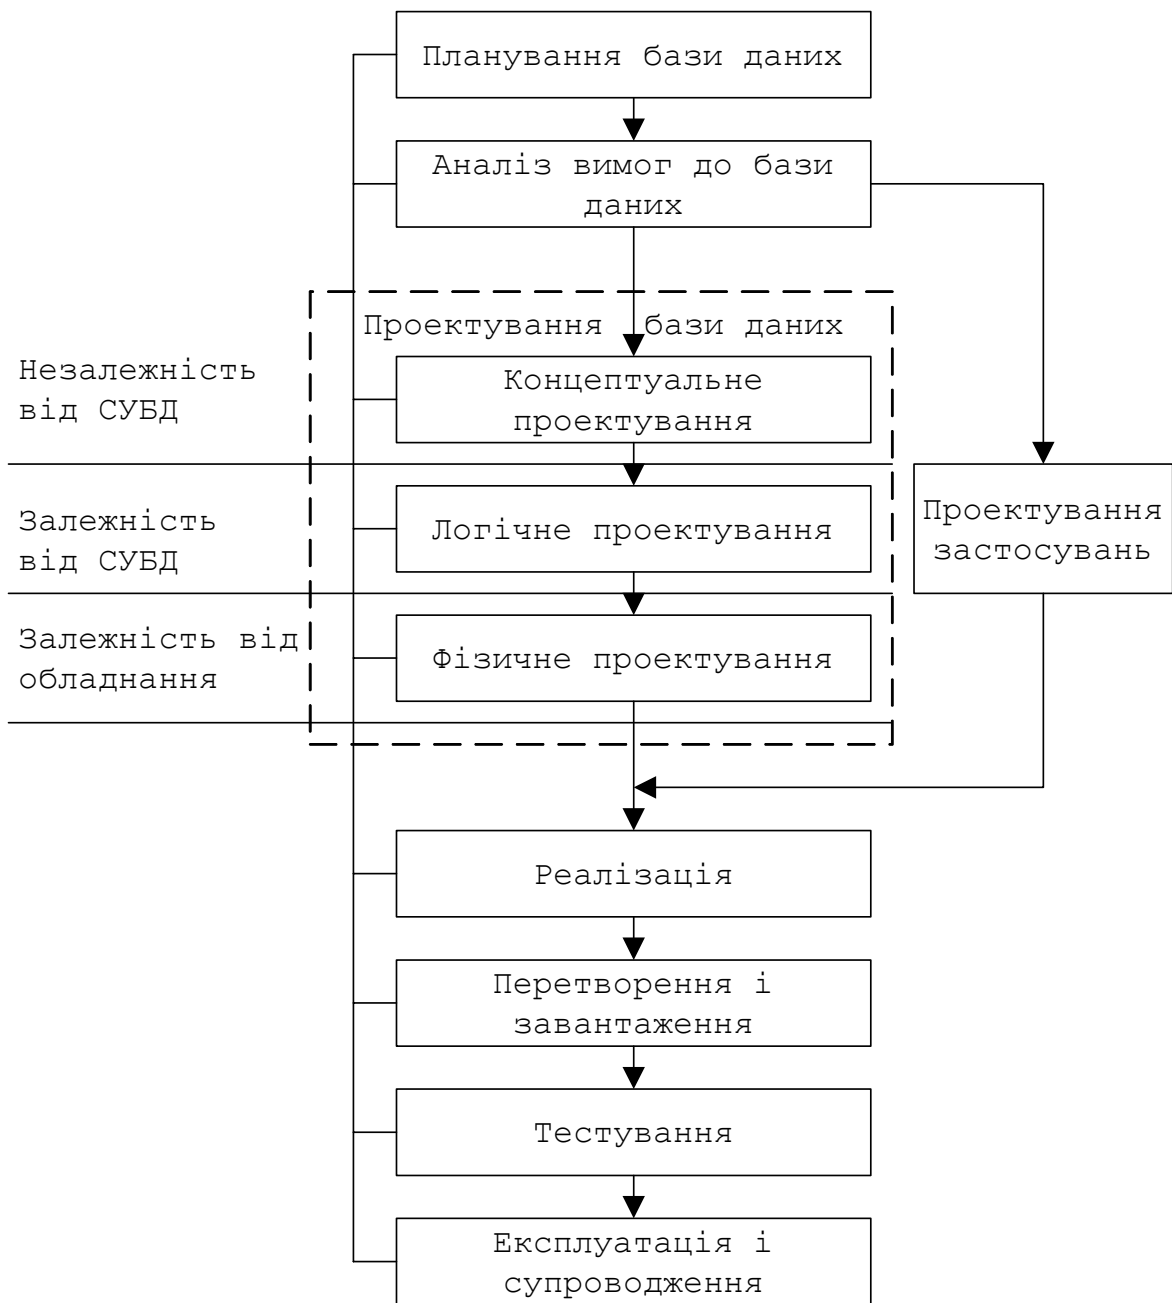 Планування бази даних
Аналіз вимог до бази
даних
Проектування бази даних
Незалежність
від СУБД
Концептуальне
проектування
Залежність
від СУБД
Логічне проектування
Проектування
застосувань
Залежність від
обладнання
Фізичне проектування
Реалізація
Перетворення і
завантаження
Тестування
Експлуатація і
супроводження